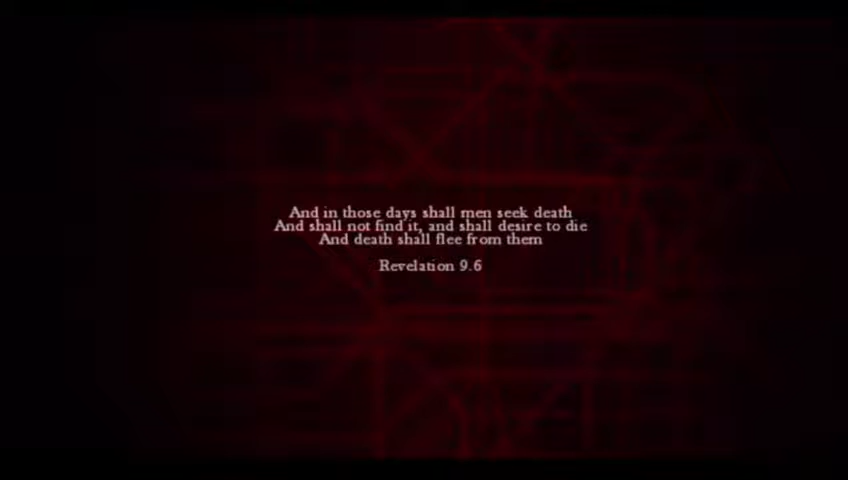 And in those days shall men seek death
And shall not find it, and shall desire to die
And death shall flee from them
Revelation 9.6